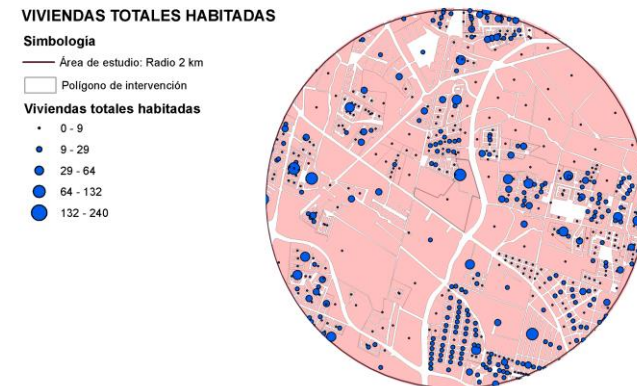 VIVIENDAS TOTALES HABITADAS
Simbología
Área de estudio: Radio 2 km
Polígono de intervención
Viviendas totales habitadas
0 - 9
9 - 29
29 - 64
64 - 132
132 - 240